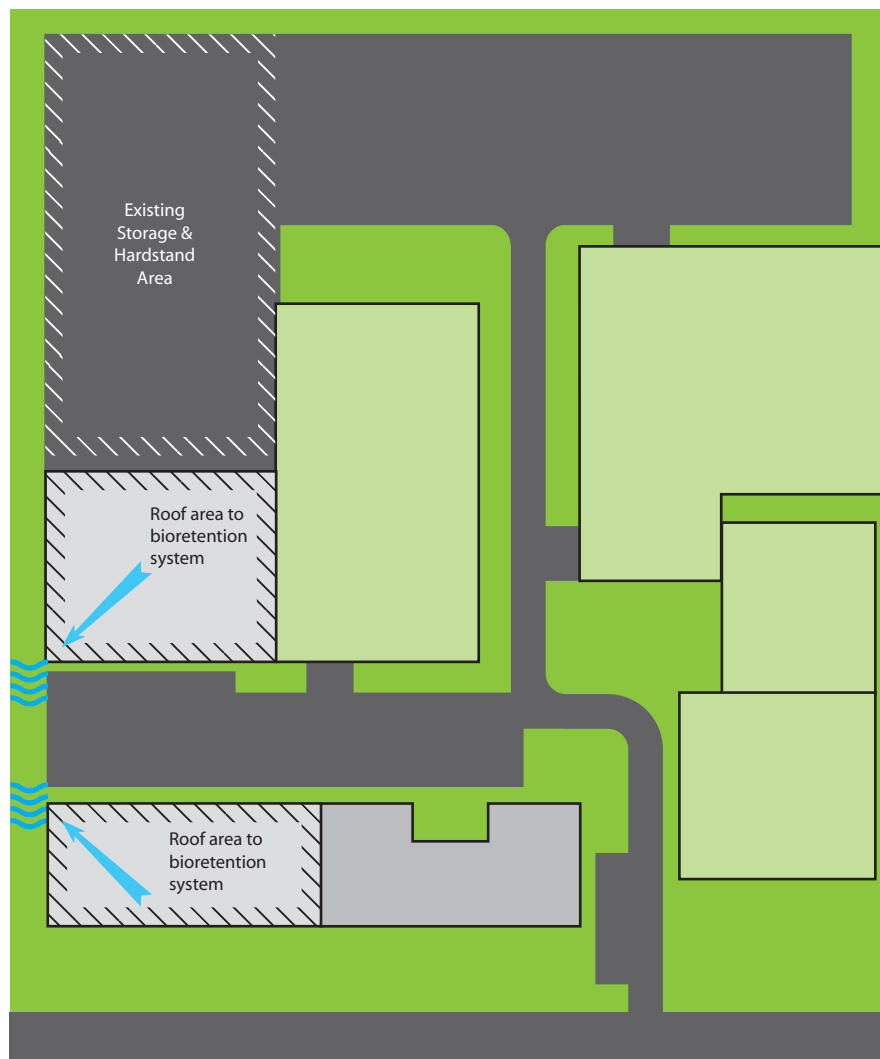 Existing
Storage &
Hardstand
Area
Roof area to
bioretention
system
Roof area to
bioretention
system